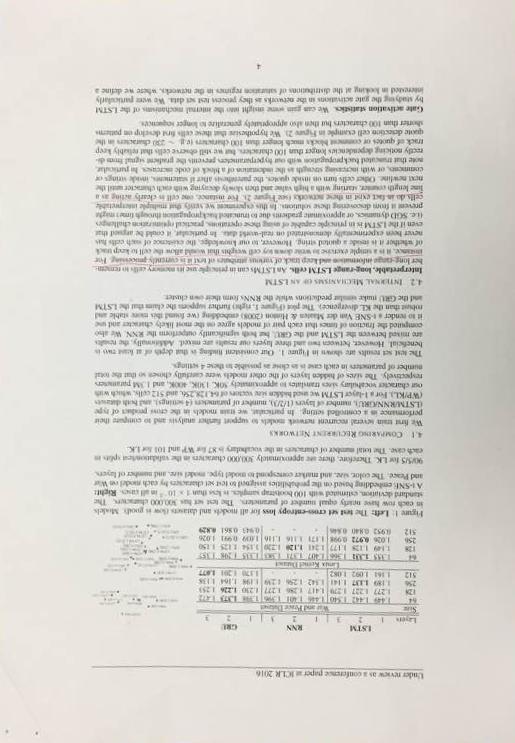 Under review as a conference paper at ICLR 2016
LSTM RNN GRU
Layers 1 2 3 1 2 3 1 2 3
Size War and Peace Dataset
64 1.449 1.442 1.540 1.446 1.401 1.396 1.398 1.373 1.472
128 1.277 1.227 1.279 1.417 1.286 1.277 1.230 1.226 1.253
256 1.189 1.137 1.141 1.342 1.256 1.239 1.198 1.164 1.138
512 1.161 1.092 1.082 - - - 1.170 1.201 1.077
Linux Kernel Dataset
64 1.355 1.331 1.366 1.407 1.371 1.383 1.335 1.298 1.357
128 1.149 1.128 1.177 1.241 1.120 1.220 1.154 1.125 1.150
256 1.026 0.972 0.998 1.171 1.116 1.116 1.039 0.991 1.026
512 0.952 0.840 0.846 - - - 0.943 0.861 0.829
Figure 1: Left: The test set cross-entropy loss for all models and datasets (low is good). Models
in each row have nearly equal number of parameters. The test set has 300,000 characters. The
standard deviation, estimated with 100 bootstrap samples, is less than in all cases. Right:
A t-SNE embedding based on the probabilities assigned to test set characters by each model on War
and Peace. The color, size, and marker correspond to model type, model size, and number of layers.
90/5/5 for LK. Therefore, there are approximately 300,000 characters in the validation/test splits in
each case. The total number of characters in the vocabulary is 87 for WP and 101 for LK.
4.1 COMPARING RECURRENT NETWORKS
We first train several recurrent network models to support further analysis and to compare their
performance in a controlled setting. In particular, we train models in the cross product of type
(LSTM/RNN/GRU), number of layers (1/2/3), number of parameters (4 settings), and both datasets
(WP/KL). For a 1-layer LSTM we used hidden size vectors of 64,128,256, and 512 cells, which with
our character vocabulary sizes translates to approximately 50K, 130K, 400K, and 1.3M parameters
respectively. The sizes of hidden layers of the other models were carefully chosen so that the total
number of parameters in each case is as close as possible to these 4 settings.
The test set results are shown in Figure 1. Our consistent finding is that depth of at least two is
beneficial. However, between two and three layers our results are mixed. Additionally, the results
are mixed between the LSTM and the GRU, but both significantly outperform the RNN. We also
computed the fraction of times that each pair of models agree on the most likely character and use
it to render a t-SNE Van der Maaten & Hinton (2008) embedding (we found this more stable and
robust than the KL divergence). The plot (Figure 1, right) further supports the claim that the LSTM
and the GRU make similar predictions while the RNNs form their own cluster.
4.2 INTERNAL MECHANISMS OF AN LSTM
Interpretable, long-range LSTM cells. An LSTMs can in principle use its memory cells to remem-
ber long-range information and keep track of various attributes of text it is currently processing. For
instance, it is a simple exercise to write down toy cell weights that would allow the cell to keep track
of whether it is inside a quoted string. However, to our knowledge, the existence of such cells has
never been experimentally demonstrated on real-world data. In particular, it could be argued that
even if the LSTM is in principle capable of using these operations, practical optimization challenges
(i.e. SGD dynamics, or approximate gradients due to truncated backpropagation through time) might
prevent it from discovering these solutions. In this experiment we verify that multiple interpretable
cells do in fact exist in these networks (see Figure 2). For instance, one cell is clearly acting as a
line length counter, starting with a high value and then slowly decaying with each character until the
next newline. Other cells turn on inside quotes, the parenthesis after if statements, inside strings or
comments, or with increasing strength as the indentation of a block of code increases. In particular,
note that truncated backpropagation with our hyperparameters prevents the gradient signal from di-
rectly noticing dependencies longer than 100 characters, but we still observe cells that reliably keep
track of quotes or comment blocks much longer than 100 characters (e.g. ~ 230 characters in the
quote detection cell example in Figure 2). We hypothesize that these cells first develop on patterns
shorter than 100 characters but then also appropriately generalize to longer sequences.
Gate activation statistics. We can gain some insight into the internal mechanisms of the LSTM
by studying the gate activations in the networks as they process test set data. We were particularly
interested in looking at the distributions of saturation regimes in the networks, where we define a
4